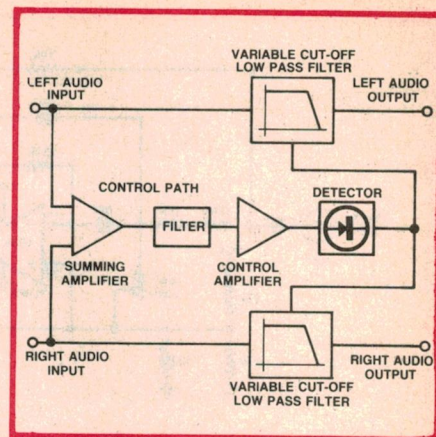 VARIABLE CUT-OFF
LOW PASS FILTER
LEFT AUDIO
INPUT
LEFT AUDIO
OUTPUT
CONTROL PATH
DETECTOR
FILTER
SUMMING
AMPLIFIER
CONTROL
AMPLIFIER
RIGHT AUDIO
INPUT
RIGHT AUDIO
OUTPUT
VARIABLE CUT-OFF
LOW PASS FILTER